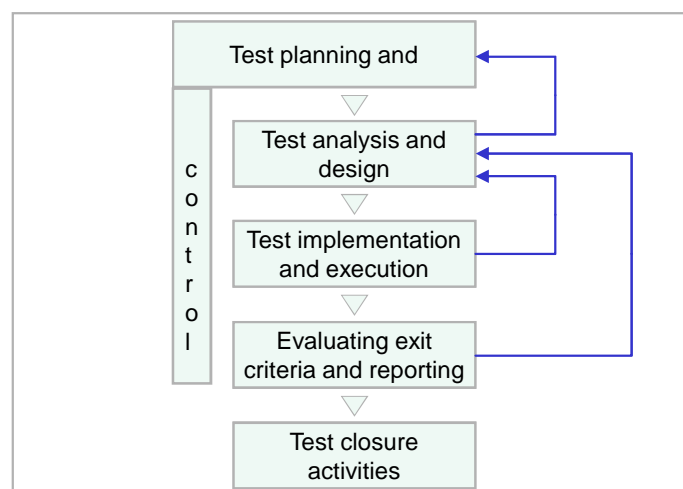 Test planning and
control
Test analysis and
design
Test implementation
and execution
Evaluating exit
criteria and reporting
Test closure
activities